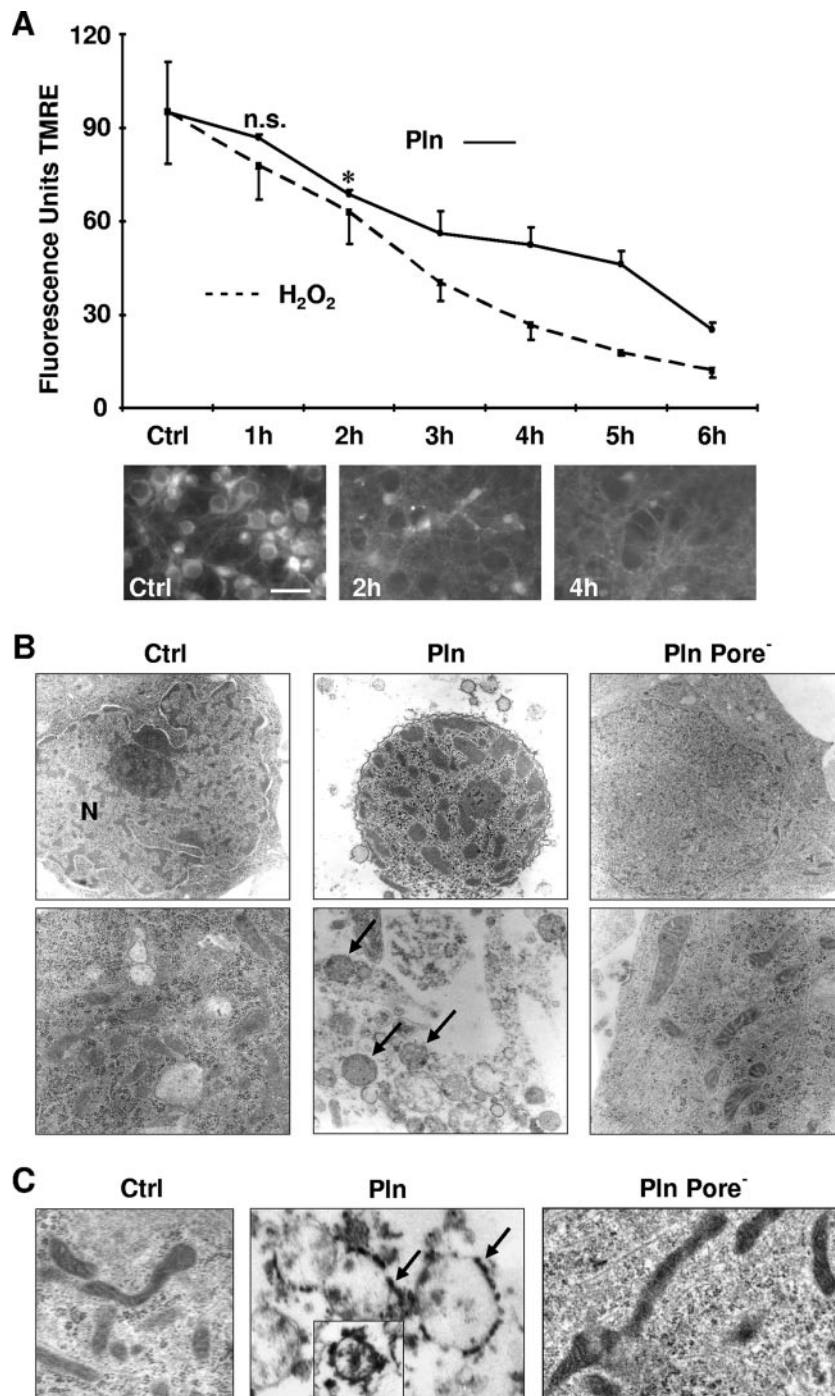 A
120
90
60
30
0
Fluorescence Units TMRE
n.s.
*
Pln
H₂O₂
Ctrl 1h 2h 3h 4h 5h 6h
Ctrl 2h 4h
B
Ctrl Pln Pln Pore⁻
N
C
Ctrl Pln Pln Pore⁻